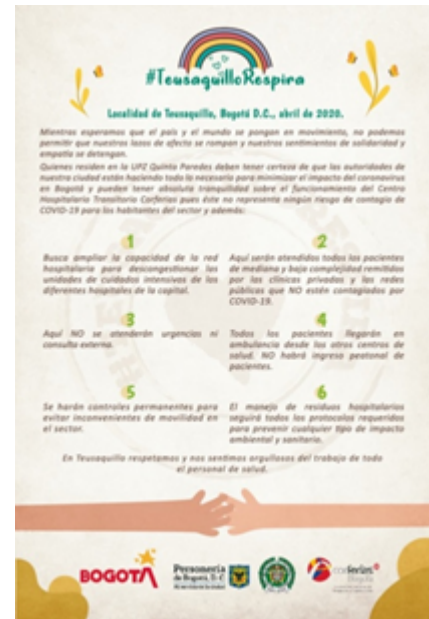 #TeusaquilloRespira
Localidad de Teusaquillo, Bogotá D.C., abril de 2020.
Mientras esperamos que el país y el mundo se pongan en movimiento, no podemos
permitir que nuestros lazos de afecto se rompan y nuestros sentimientos de solidaridad y
empatía se detengan.
Quienes residen en la UPZ Quinta Paredes deben tener certeza de que las autoridades de
nuestra ciudad están haciendo todo lo necesario para minimizar el impacto del coronavirus
en Bogotá y pueden tener absoluta tranquilidad sobre el funcionamiento del Centro
Hospitalario Transitorio Corferias pues éste no representa ningún riesgo de contagio de
COVID-19 para los habitantes del sector y además:
1
Busca ampliar la capacidad de la red
hospitalaria para descongestionar las
unidades de cuidados intensivos de los
diferentes hospitales de la capital.
2
Aquí serán atendidos todos los pacientes
de mediana y baja complejidad remitidos
por las clínicas privadas y las redes
públicas que NO estén contagiados por
COVID-19.
3
Aquí NO se atenderán urgencias ni
consulta externa.
4
Todos los pacientes llegarán en
ambulancia desde los otros centros de
salud. NO habrá ingreso peatonal de
pacientes.
5
Se harán controles permanentes para
evitar inconvenientes de movilidad en
el sector.
6
El manejo de residuos hospitalarios
seguirá todos los protocolos requeridos
para prevenir cualquier tipo de impacto
ambiental y sanitario.
En Teusaquillo respetamos y nos sentimos orgullosos del trabajo de todo
el personal de salud.
BOGOTÁ
Personería
de Bogotá, D.C.
corferias
Bogotá